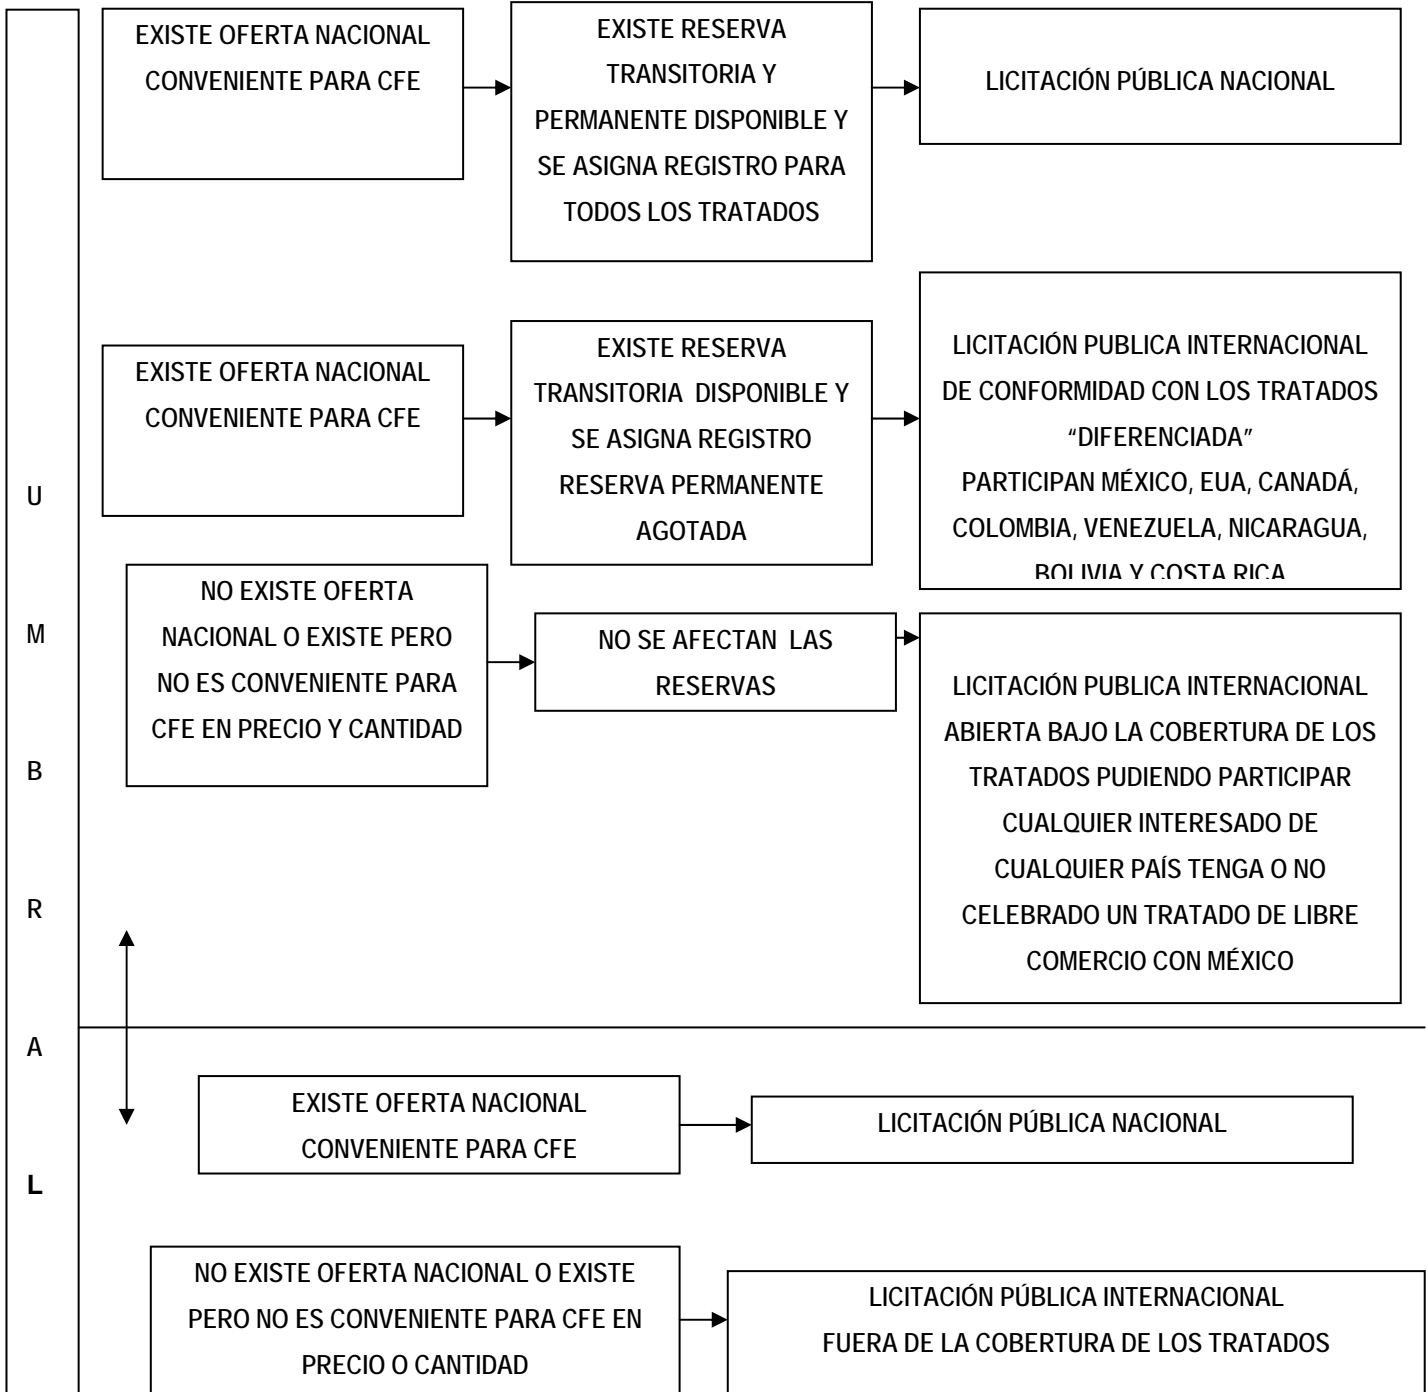 EXISTE OFERTA NACIONAL
CONVENIENTE PARA CFE
EXISTE RESERVA
TRANSITORIA Y
PERMANENTE DISPONIBLE Y
SE ASIGNA REGISTRO PARA
TODOS LOS TRATADOS
LICITACIÓN PÚBLICA NACIONAL
EXISTE OFERTA NACIONAL
CONVENIENTE PARA CFE
EXISTE RESERVA
TRANSITORIA DISPONIBLE Y
SE ASIGNA REGISTRO
RESERVA PERMANENTE
AGOTADA
LICITACIÓN PUBLICA INTERNACIONAL
DE CONFORMIDAD CON LOS TRATADOS
“DIFERENCIADA”
PARTICIPAN MÉXICO, EUA, CANADÁ,
COLOMBIA, VENEZUELA, NICARAGUA,
BOLIVIA Y COSTA RICA
NO EXISTE OFERTA
NACIONAL O EXISTE PERO
NO ES CONVENIENTE PARA
CFE EN PRECIO Y CANTIDAD
NO SE AFECTAN LAS
RESERVAS
LICITACIÓN PUBLICA INTERNACIONAL
ABIERTA BAJO LA COBERTURA DE LOS
TRATADOS PUDIENDO PARTICIPAR
CUALQUIER INTERESADO DE
CUALQUIER PAÍS TENGA O NO
CELEBRADO UN TRATADO DE LIBRE
COMERCIO CON MÉXICO
U
M
B
R
A
L
EXISTE OFERTA NACIONAL
CONVENIENTE PARA CFE
LICITACIÓN PÚBLICA NACIONAL
NO EXISTE OFERTA NACIONAL O EXISTE
PERO NO ES CONVENIENTE PARA CFE EN
PRECIO O CANTIDAD
LICITACIÓN PÚBLICA INTERNACIONAL
FUERA DE LA COBERTURA DE LOS TRATADOS